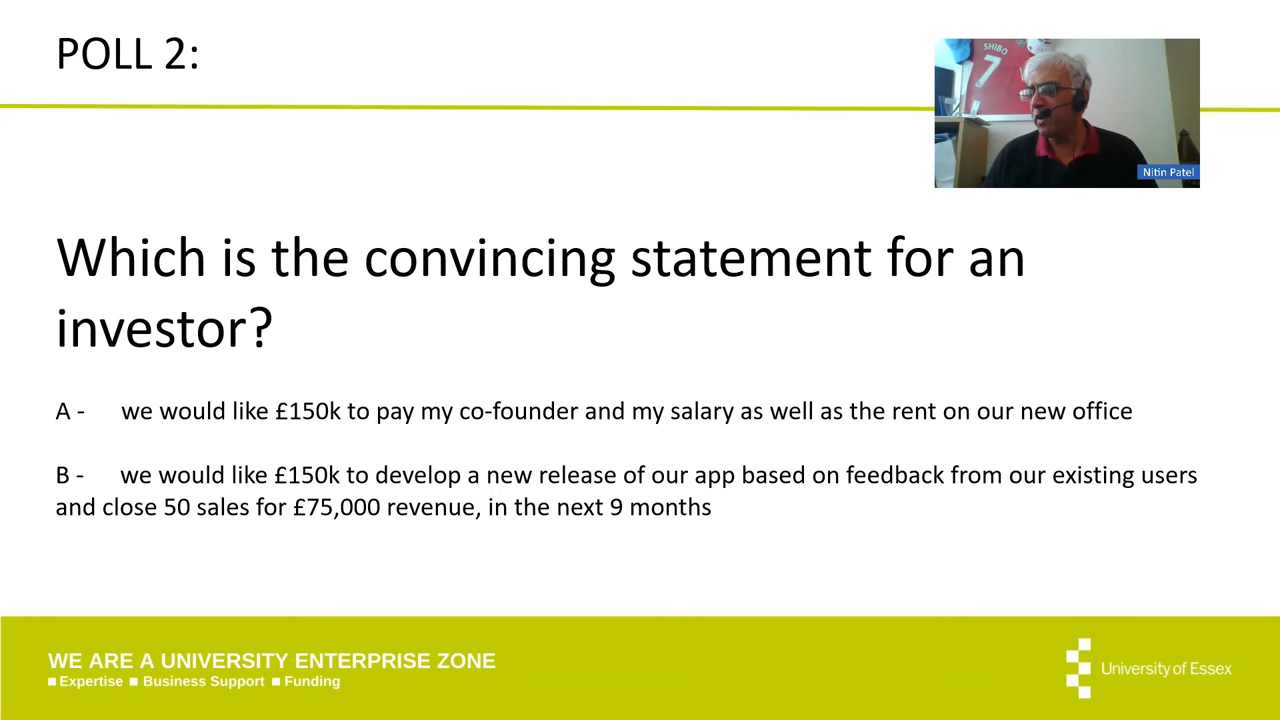 POLL 2:
SHIBO
7
Nitin Patel
Which is the convincing statement for an
investor?
A - we would like £150k to pay my co-founder and my salary as well as the rent on our new office
B - we would like £150k to develop a new release of our app based on feedback from our existing users
and close 50 sales for £75,000 revenue, in the next 9 months
WE ARE A UNIVERSITY ENTERPRISE ZONE
■ Expertise ■ Business Support ■ Funding
University of Essex